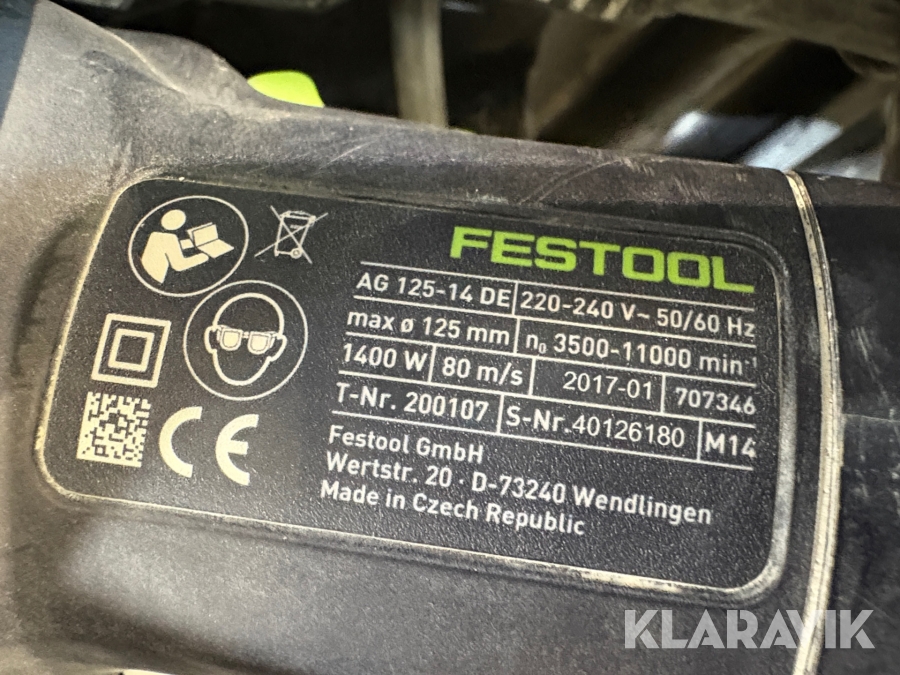 FESTOOL
AG 125-14 DE 220-240 V~ 50/60 Hz
max ø 125 mm n₀ 3500-11000 min⁻¹
1400 W 80 m/s 2017-01 707346
T-Nr. 200107 S-Nr. 40126180 M14
Festool GmbH
Wertstr. 20 · D-73240 Wendlingen
Made in Czech Republic
CE
KLARAVIK